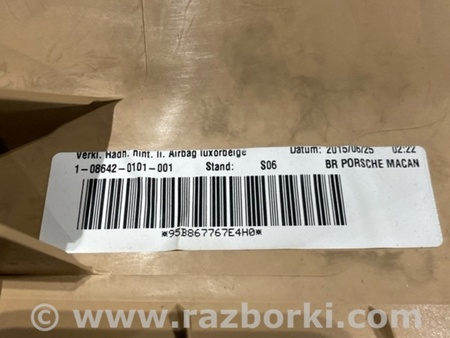 Verkl. Radh. hint. li. Airbag luxorbeige Datum: 2015/06/25 02:22
1-08642-0101-001 Stand: S06 BR PORSCHE MACAN
*95B867767E4H0*
www.razborki.com